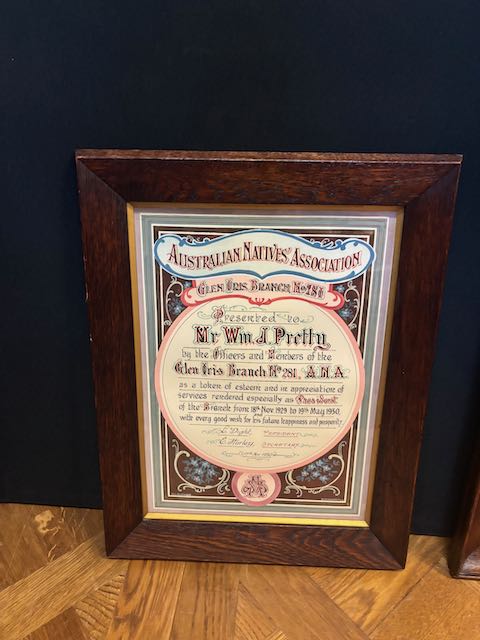 AUSTRALIAN NATIVES' ASSOCIATION
GLEN IRIS BRANCH No. 281
Presented to
Mr Wm. J. Pretty
by the Officers and Members of the
Glen Iris Branch No 281, A.N.A.
as a token of esteem and in appreciation of
services rendered especially as President
of the Branch from 18th Nov 1929 to 19th May 1930,
and
with every good wish for his future happiness and prosperity
PRESIDENT
SECRETARY